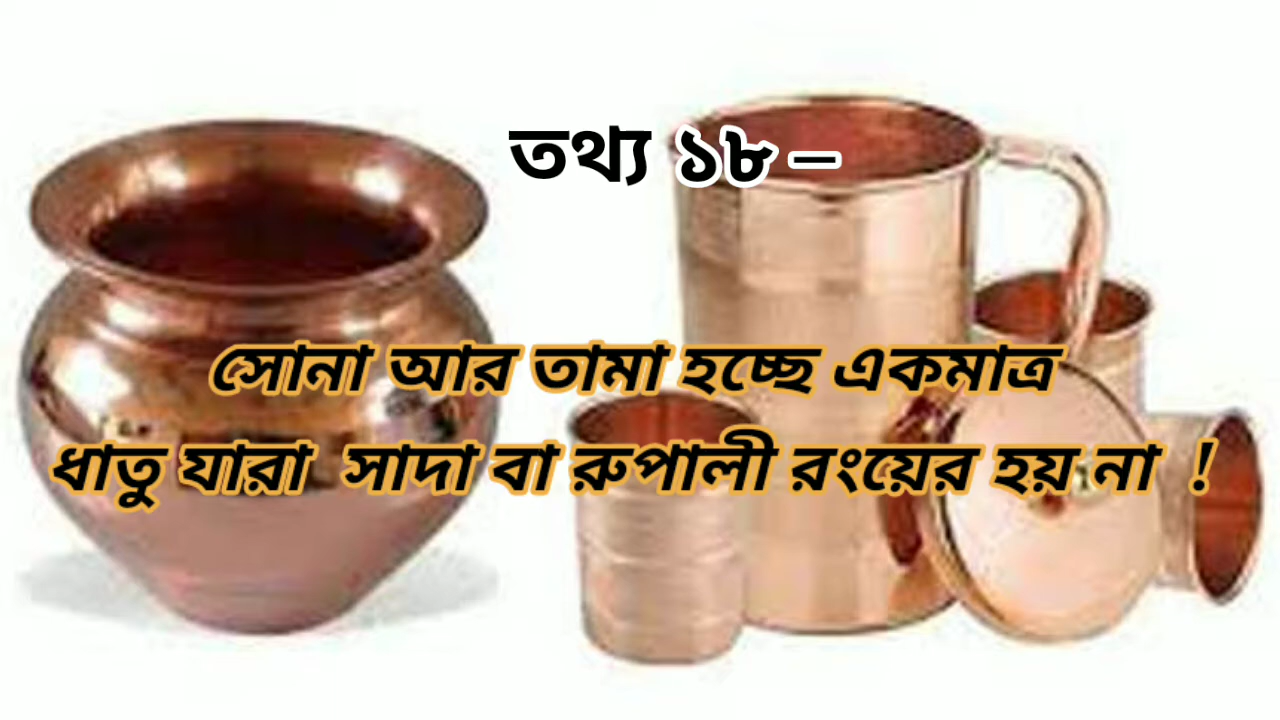 তথ্য ১৮ –
সোনা আর তামা হচ্ছে একমাত্র
ধাতু যারা সাদা বা রুপালী রংয়ের হয় না !